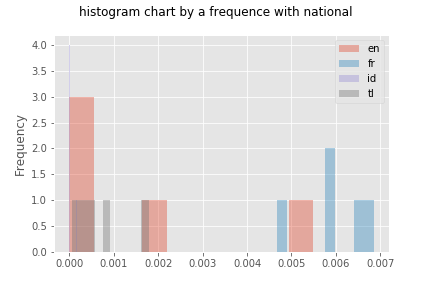 histogram chart by a frequence with national
4.0
3.5
3.0
2.5
2.0
1.5
1.0
0.5
0.0
Frequency
en
fr
id
tl
0.000 0.001 0.002 0.003 0.004 0.005 0.006 0.007